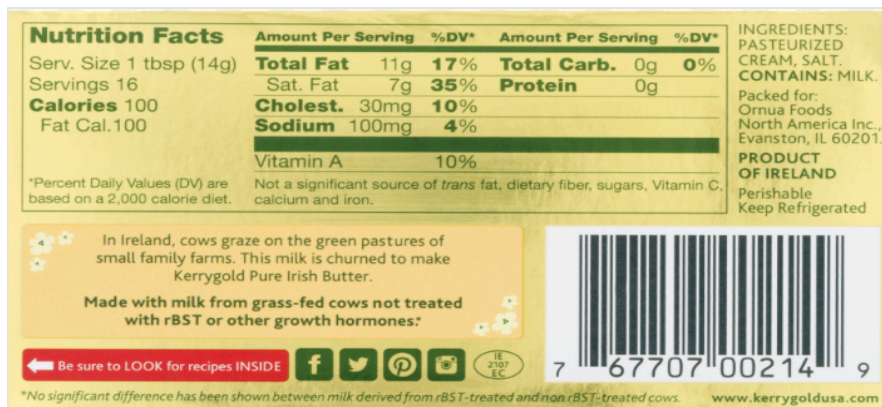 Nutrition Facts
Serv. Size 1 tbsp (14g)
Servings 16
Calories 100
Fat Cal.100
*Percent Daily Values (DV) are
based on a 2,000 calorie diet.
Amount Per Serving %DV* Amount Per Serving %DV*
Total Fat 11g 17% Total Carb. 0g 0%
Sat. Fat 7g 35% Protein 0g
Cholest. 30mg 10%
Sodium 100mg 4%
Vitamin A 10%
Not a significant source of trans fat, dietary fiber, sugars, Vitamin C,
calcium and iron.
INGREDIENTS:
PASTEURIZED
CREAM, SALT.
CONTAINS: MILK.
Packed for:
Ornua Foods
North America Inc.,
Evanston, IL 60201.
PRODUCT
OF IRELAND
Perishable
Keep Refrigerated
In Ireland, cows graze on the green pastures of
small family farms. This milk is churned to make
Kerrygold Pure Irish Butter.
Made with milk from grass-fed cows not treated
with rBST or other growth hormones.*
Be sure to LOOK for recipes INSIDE
IE
2107
EC
7 67707 00214 9
*No significant difference has been shown between milk derived from rBST-treated and non rBST-treated cows. www.kerrygoldusa.com